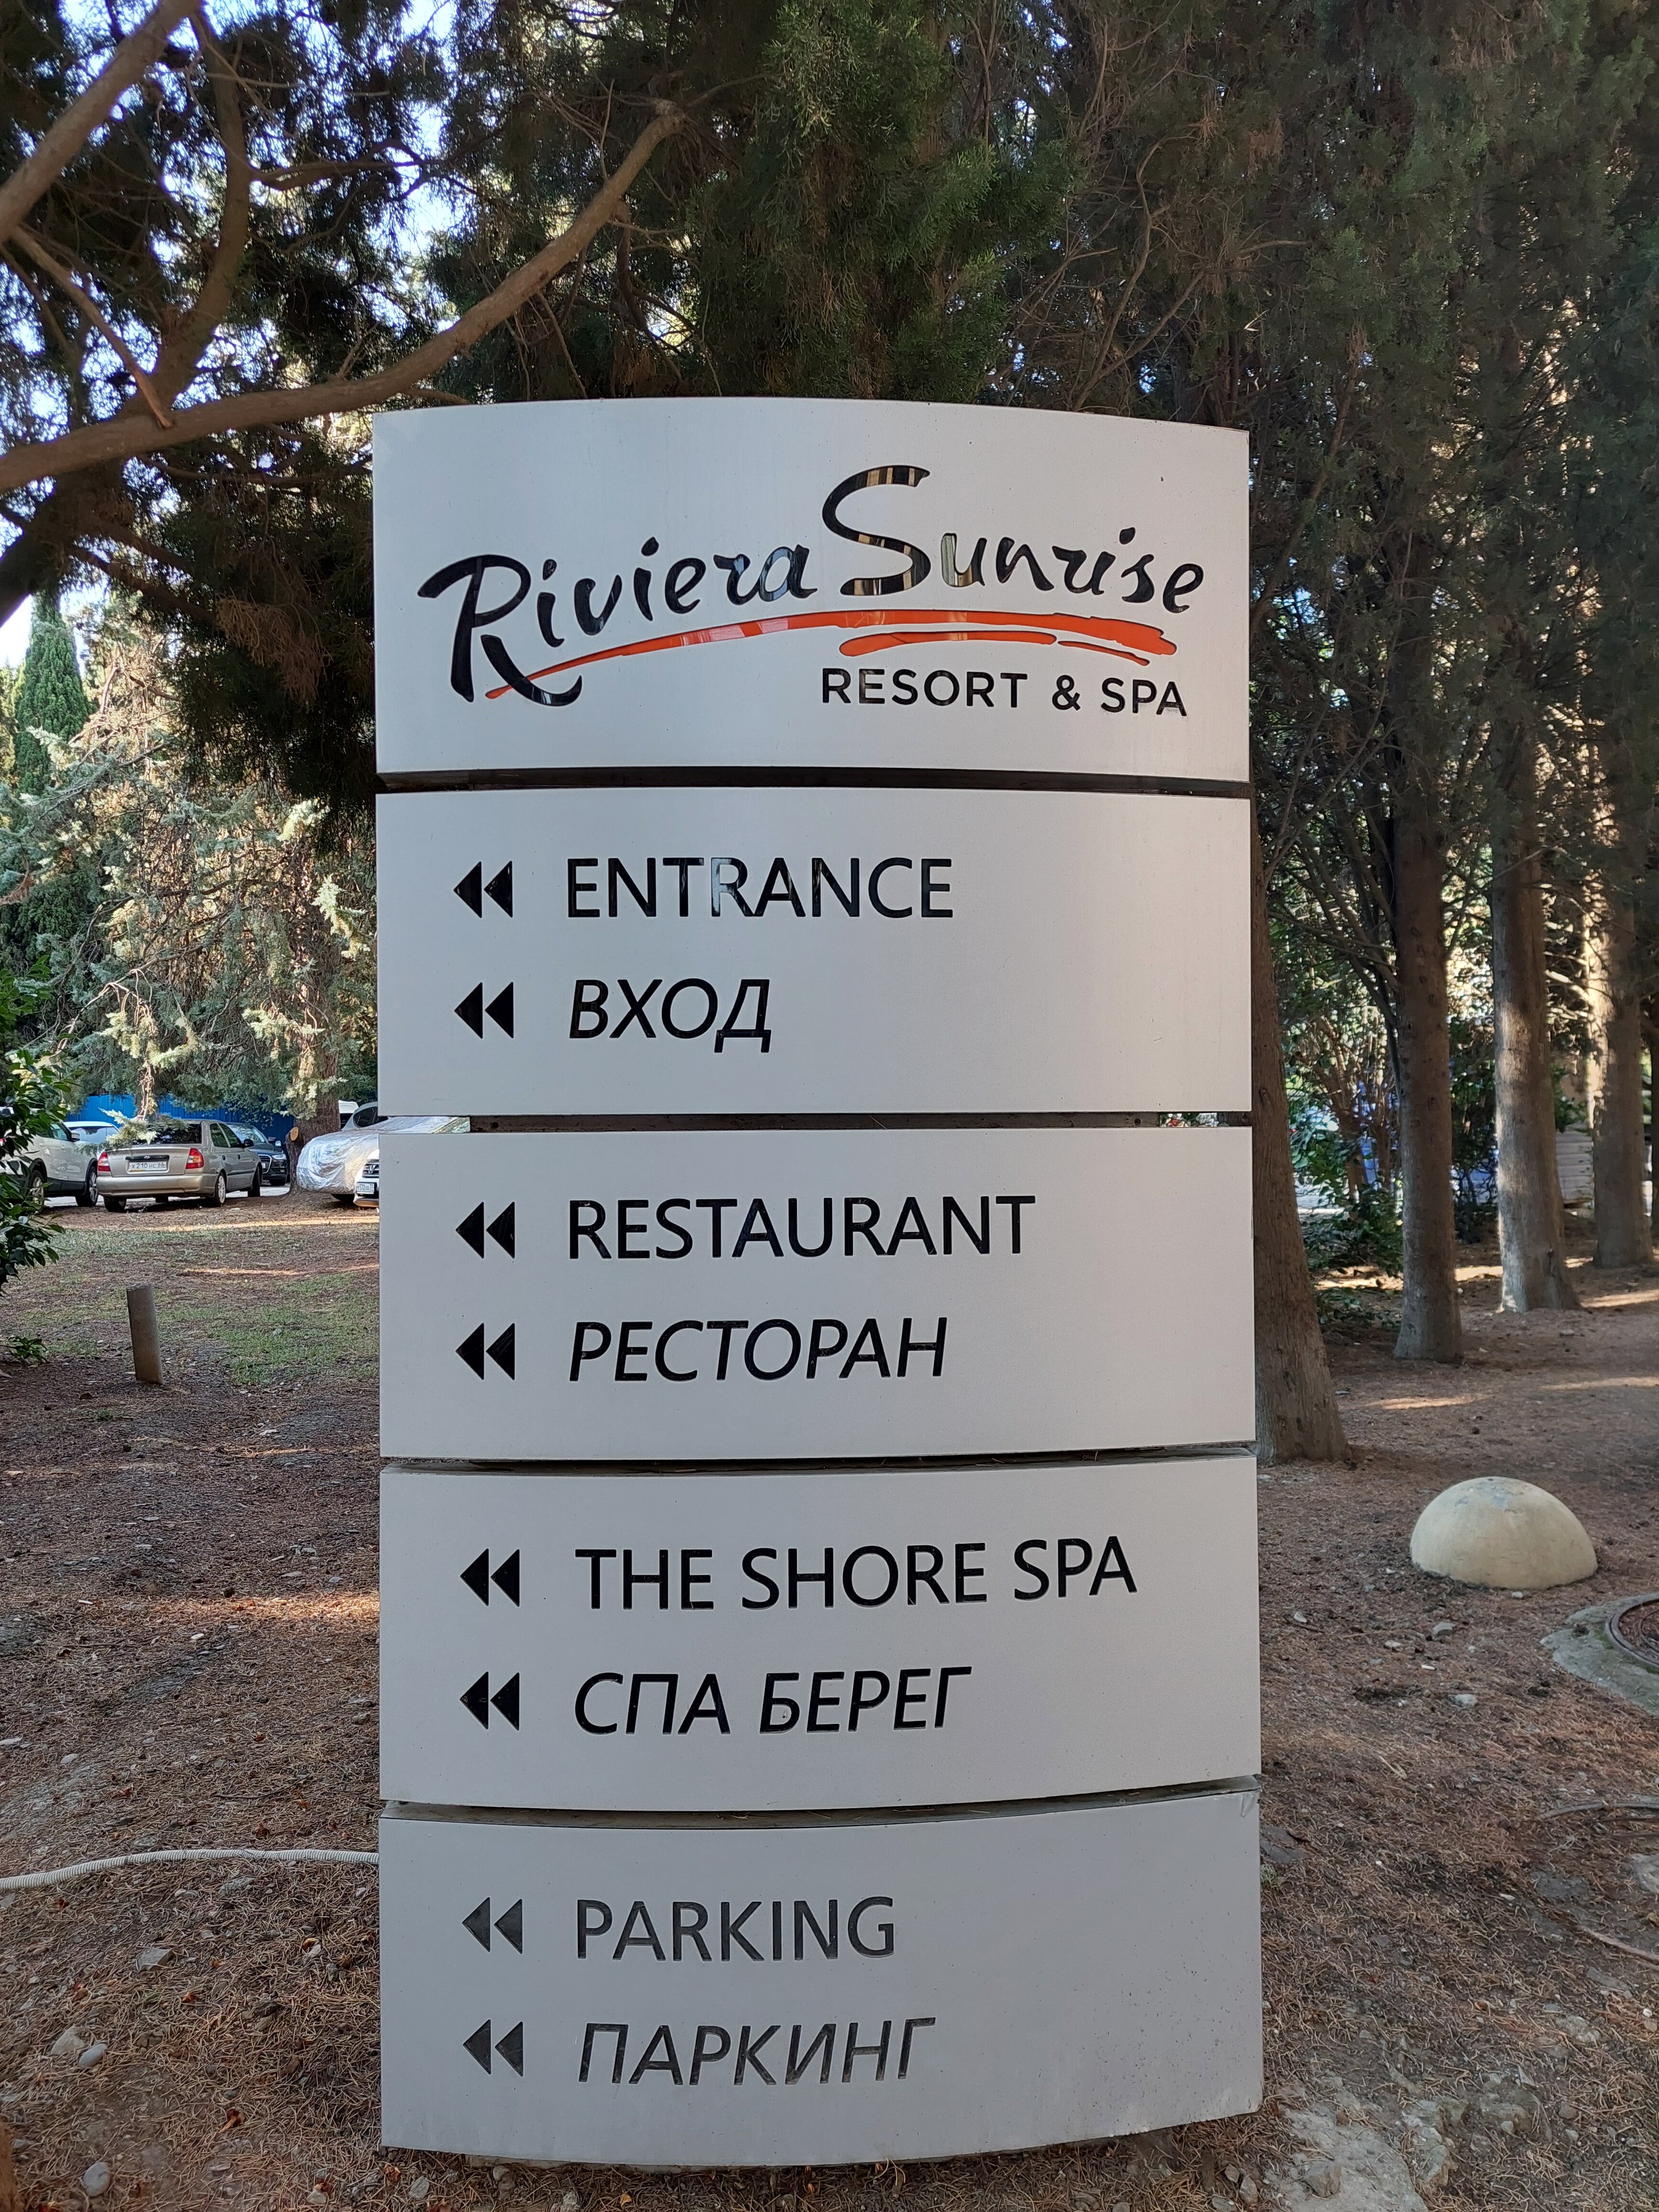 Riviera Sunrise
RESORT & SPA
ENTRANCE
ВХОД
RESTAURANT
РЕСТОРАН
THE SHORE SPA
СПА БЕРЕГ
PARKING
ПАРКИНГ